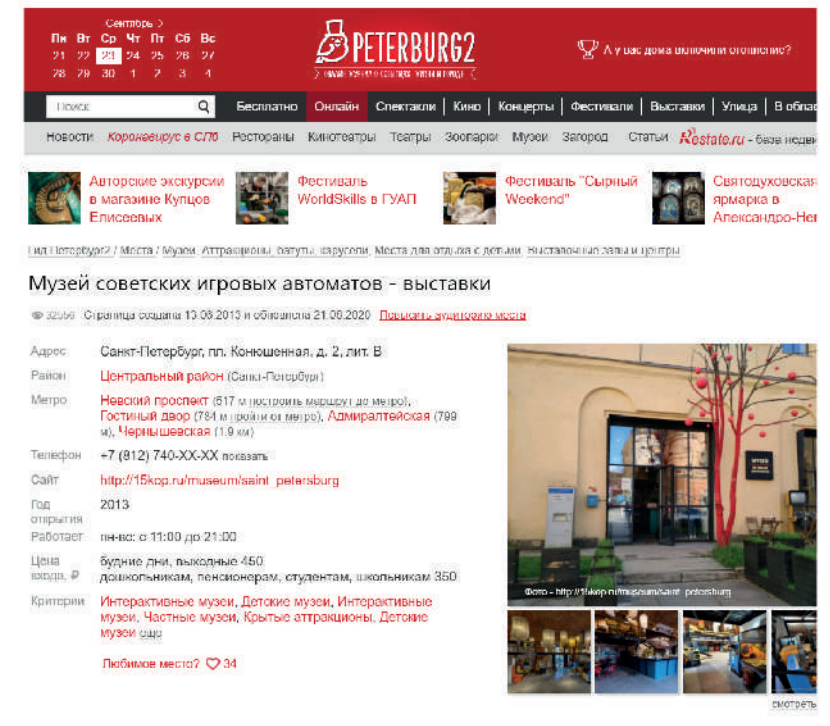 Сентябрь >
Пн Вт Ср Чт Пт Сб Вс
21 22 23 24 25 26 27
28 29 30 1 2 3 4
PETERBURG2
А у вас дома включили отопление?
Поиск
Бесплатно Онлайн Спектакли | Кино | Концерты | Фестивали | Выставки | Улица | В облас
Новости Коронавирус в СПб Рестораны Кинотеатры Театры Зоопарки Музеи Загород Статьи Restate.ru - база недви
Авторские экскурсии
в магазине Купцов
Елисеевых
Фестиваль
WorldSkills в ГУАП
Фестиваль "Сырный
Weekend"
Святодуховская
ярмарка в
Александро-Нев
Гид Петербург2 / Места / Музеи, Аттракционы, батуты, карусели, Места для отдыха с детьми, Выставочные залы и центры
Музей советских игровых автоматов - выставки
32556 Страница создана 13.06.2013 и обновлена 21.08.2020 Повысить аудиторию места
Адрес Санкт-Петербург, пл. Конюшенная, д. 2, лит. В
Район Центральный район (Санкт-Петербург)
Метро Невский проспект (617 м построить маршрут до метро),
Гостиный двор (784 м пройти от метро), Адмиралтейская (799
м), Чернышевская (1.9 км)
Телефон +7 (812) 740-XX-XX показать
Сайт http://15kop.ru/museum/saint_petersburg
Год
открытия
2013
Работает пн-вс: с 11:00 до 21:00
Цена
входа, ₽
будние дни, выходные 450
дошкольникам, пенсионерам, студентам, школьникам 350
Критерии Интерактивные музеи, Детские музеи, Интерактивные
музеи, Частные музеи, Крытые аттракционы, Детские
музеи еще
Любимое место? 34
Фото - http://15kop.ru/museum/saint_petersburg
смотреть